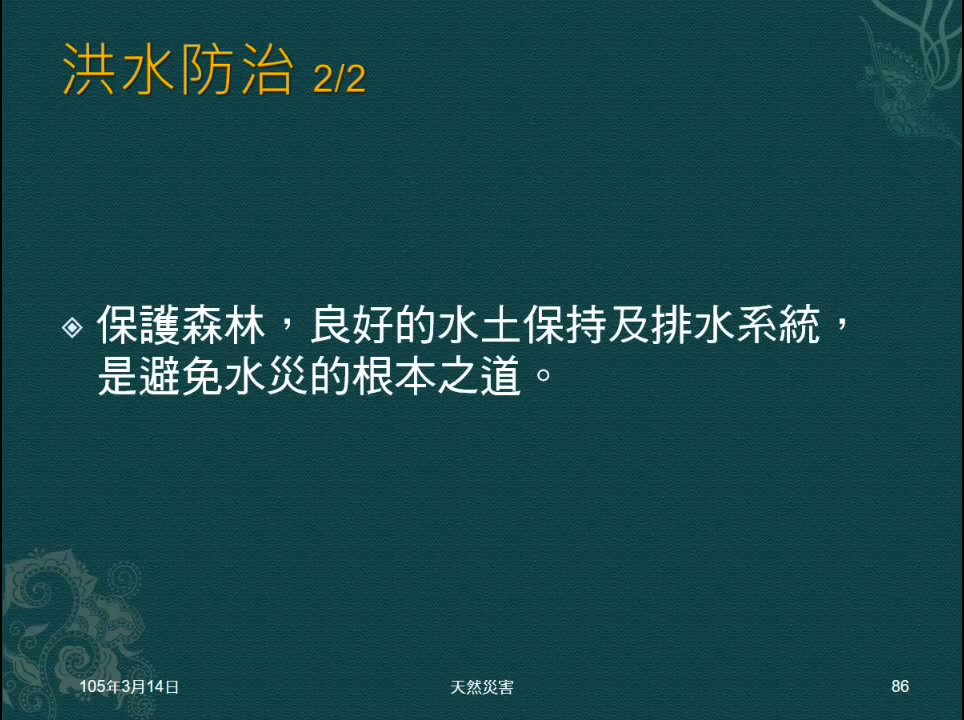 洪水防治 2/2
保護森林，良好的水土保持及排水系統，
是避免水災的根本之道。
105年3月14日
天然災害
86